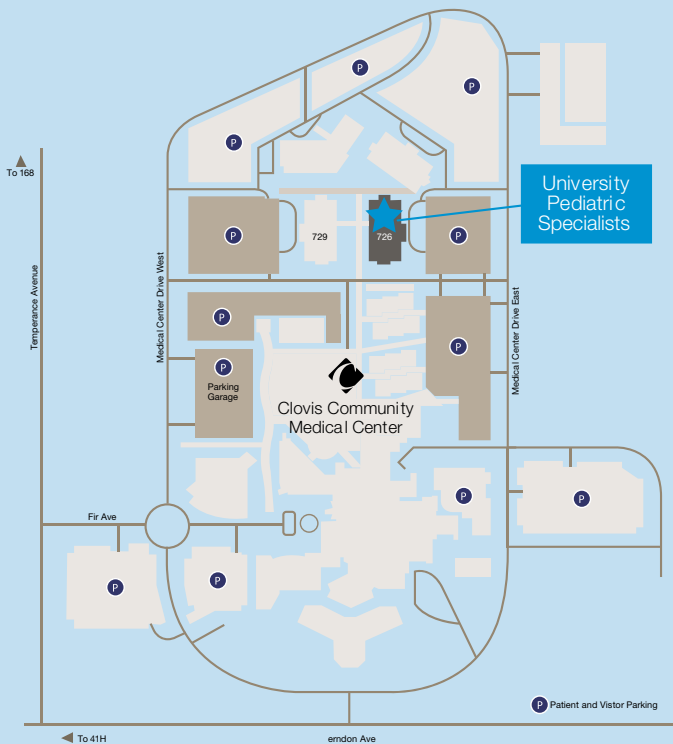 P
P
P
To 168
University
Pediatric
Specialists
P
729
726
P
Temperance Avenue
Medical Center Drive West
Medical Center Drive East
P
P
P
Parking
Garage
Clovis Community
Medical Center
P
P
Fir Ave
P
P
P Patient and Vistor Parking
To 41H
erndon Ave